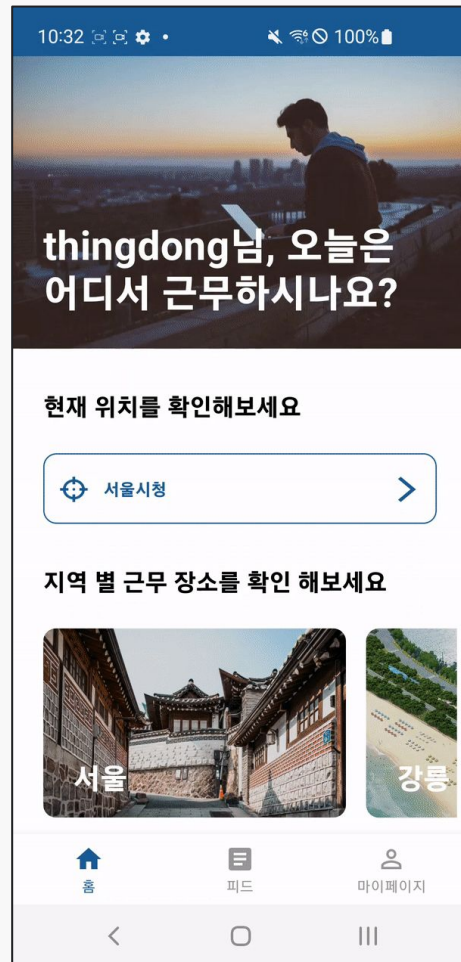 10:32
100%
thingdong님, 오늘은
어디서 근무하시나요?
현재 위치를 확인해보세요
서울시청
지역 별 근무 장소를 확인 해보세요
서울
강릉
홈
피드
마이페이지